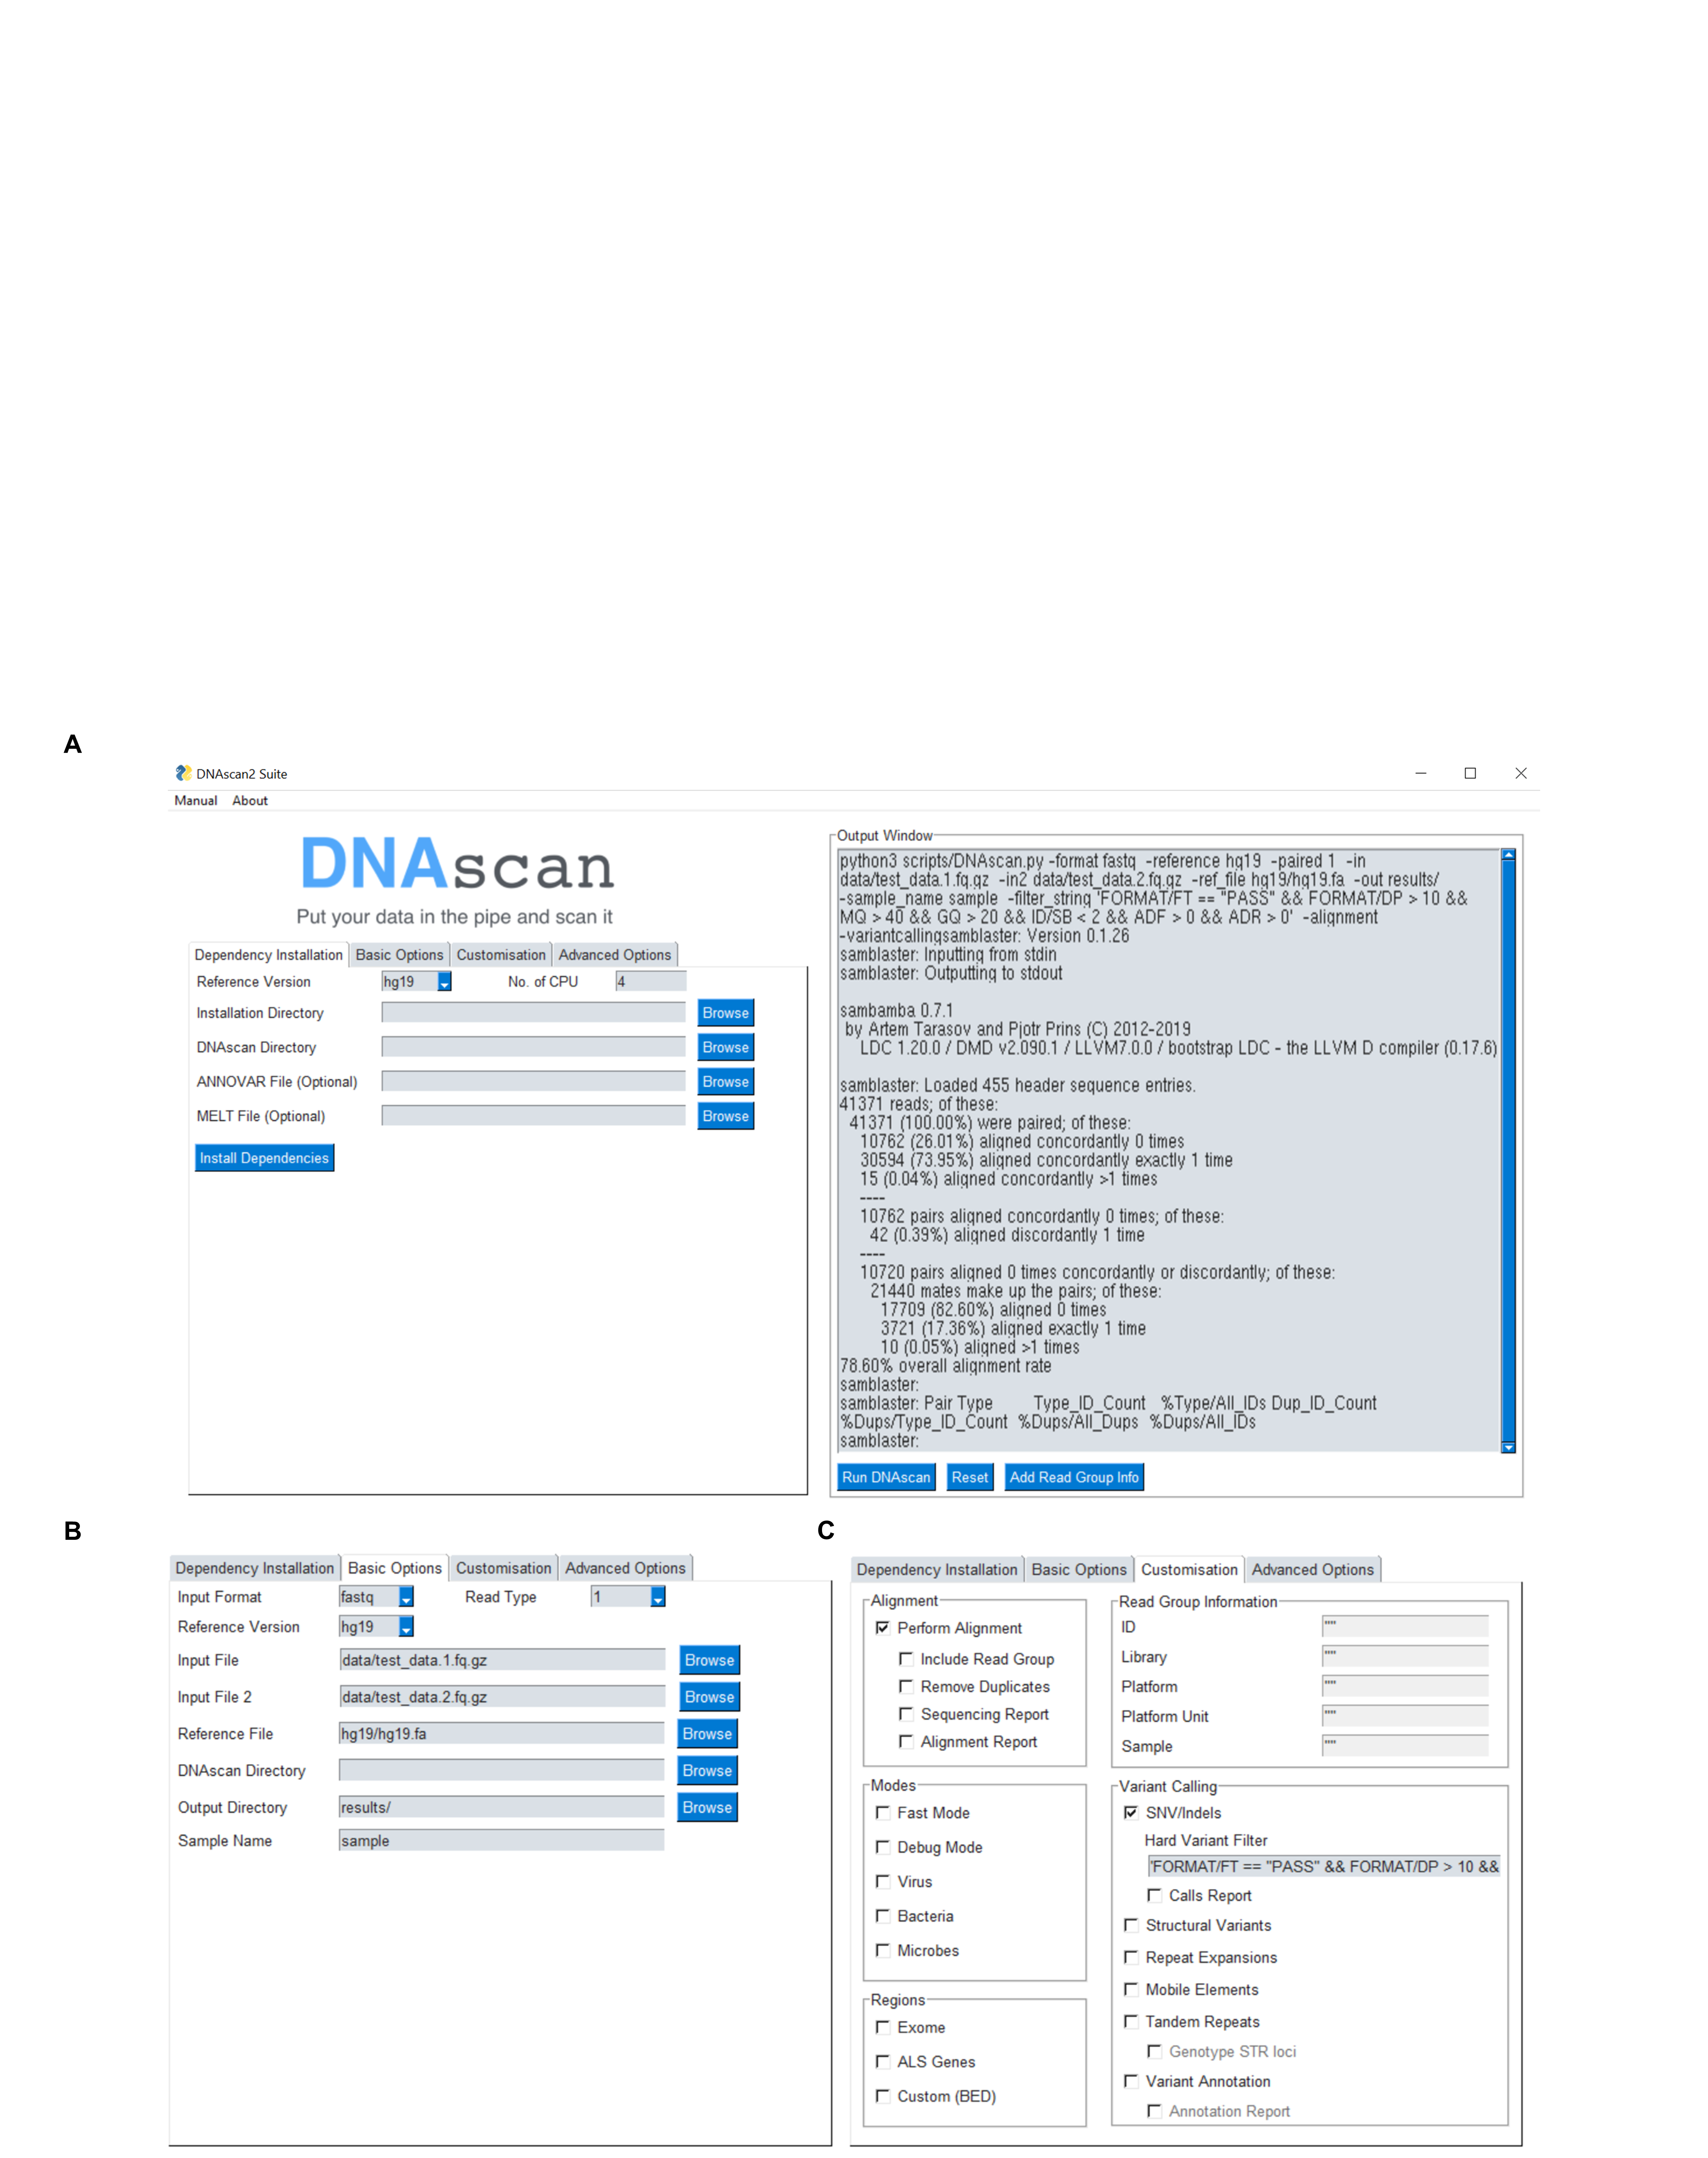 A
DNAscan2 Suite
Manual About
DNAscan
Put your data in the pipe and scan it
Dependency Installation Basic Options Customisation Advanced Options
Reference Version hg19 No. of CPU 4
Installation Directory Browse
DNAscan Directory Browse
ANNOVAR File (Optional) Browse
MELT File (Optional) Browse
Install Dependencies
Output Window
python3 scripts/DNAscan.py -format fastq -reference hg19 -paired 1 -in
data/test_data.1.fq.gz -in2 data/test_data.2.fq.gz -ref_file hg19/hg19.fa -out results/
-sample_name sample -filter_string 'FORMAT/FT == "PASS" && FORMAT/DP > 10 &&
MQ > 40 && GQ > 20 && ID/SB < 2 && ADF > 0 && ADR > 0' -alignment
-variantcallingsamblaster: Version 0.1.26
samblaster: Inputting from stdin
samblaster: Outputting to stdout
sambamba 0.7.1
by Artem Tarasov and Pjotr Prins (C) 2012-2019
LDC 1.20.0 / DMD v2.090.1 / LLVM7.0.0 / bootstrap LDC - the LLVM D compiler (0.17.6)
samblaster: Loaded 455 header sequence entries.
41371 reads; of these:
41371 (100.00%) were paired; of these:
10762 (26.01%) aligned concordantly 0 times
30594 (73.95%) aligned concordantly exactly 1 time
15 (0.04%) aligned concordantly >1 times
----
10762 pairs aligned concordantly 0 times; of these:
42 (0.39%) aligned discordantly 1 time
----
10720 pairs aligned 0 times concordantly or discordantly; of these:
21440 mates make up the pairs; of these:
17709 (82.60%) aligned 0 times
3721 (17.36%) aligned exactly 1 time
10 (0.05%) aligned >1 times
78.60% overall alignment rate
samblaster:
samblaster: Pair Type Type_ID_Count %Type/All_IDs Dup_ID_Count
%Dups/Type_ID_Count %Dups/All_Dups %Dups/All_IDs
samblaster:
Run DNAscan Reset Add Read Group Info
B
Dependency Installation Basic Options Customisation Advanced Options
Input Format fastq Read Type 1
Reference Version hg19
Input File data/test_data.1.fq.gz Browse
Input File 2 data/test_data.2.fq.gz Browse
Reference File hg19/hg19.fa Browse
DNAscan Directory Browse
Output Directory results/ Browse
Sample Name sample
C
Dependency Installation Basic Options Customisation Advanced Options
Alignment
Perform Alignment
Include Read Group
Remove Duplicates
Sequencing Report
Alignment Report
Modes
Fast Mode
Debug Mode
Virus
Bacteria
Microbes
Regions
Exome
ALS Genes
Custom (BED)
Read Group Information
ID ""
Library ""
Platform ""
Platform Unit ""
Sample ""
Variant Calling
SNV/Indels
Hard Variant Filter
'FORMAT/FT == "PASS" && FORMAT/DP > 10 &&
Calls Report
Structural Variants
Repeat Expansions
Mobile Elements
Tandem Repeats
Genotype STR loci
Variant Annotation
Annotation Report